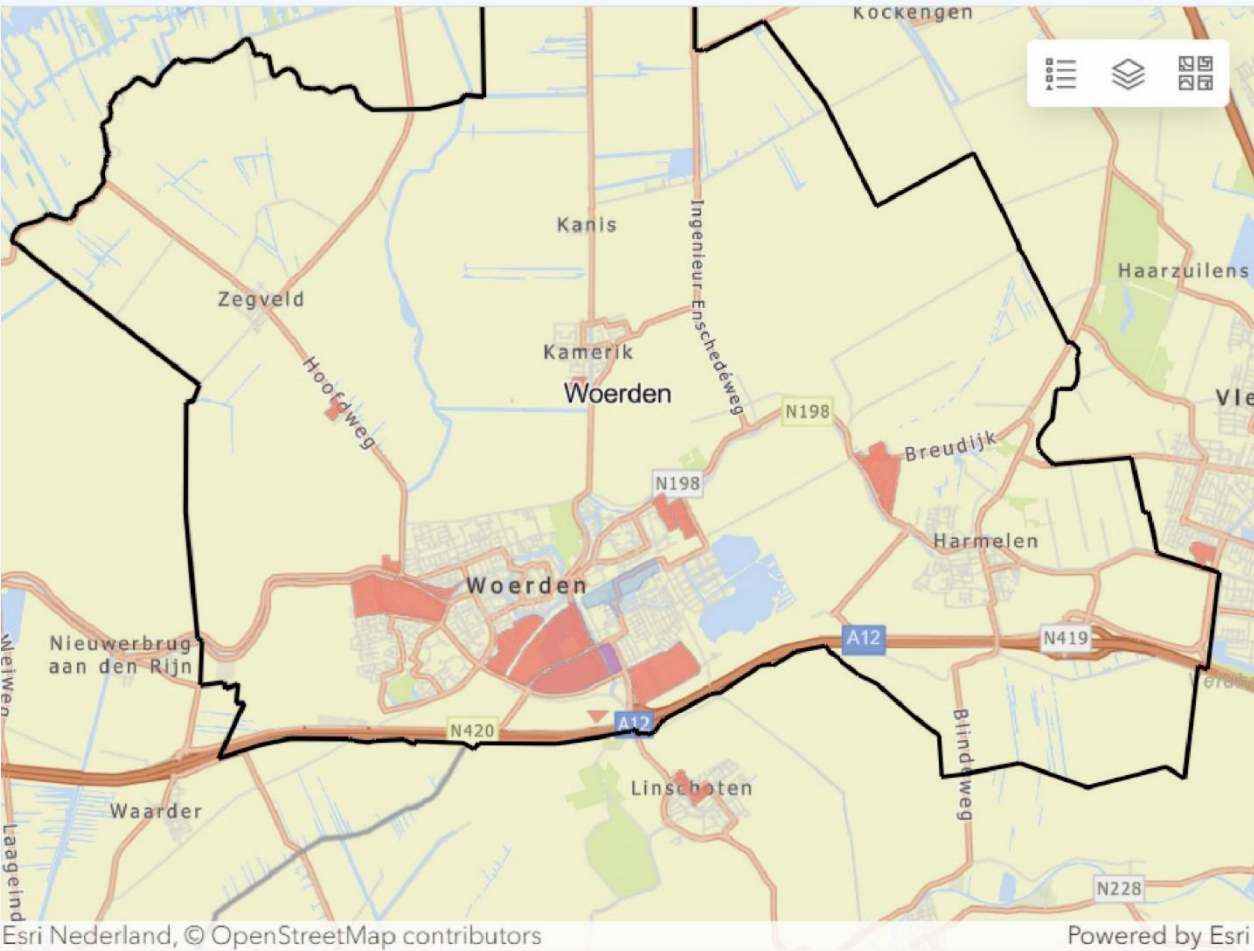 Kockengen
Kanis
Ingenieur Enschedéweg
Haarzuilens
Zegveld
Kamerik
Hoofdweg
Woerden
Vle
N198
Breudijk
N198
Harmelen
Woerden
Nieuwerbrug
aan den Rijn
A12
N419
N420
A12
Blindeweg
Linschoten
Waarder
Laageind
N228
Esri Nederland, © OpenStreetMap contributors
Powered by Esri